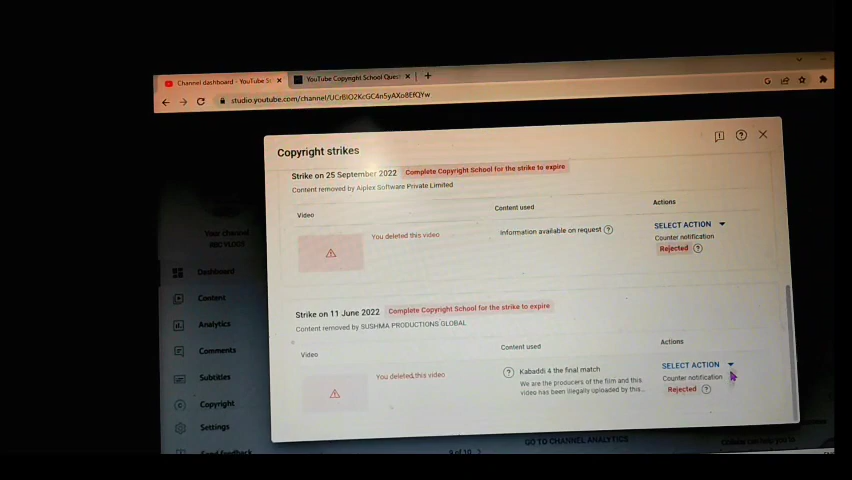 Channel dashboard - YouTube St
YouTube Copyright School Quest
studio.youtube.com/channel/
Copyright strikes
Strike on 25 September 2022 Complete Copyright School for the strike to expire
Content removed by Aiplex Software Private Limited
Video Content used Actions
You deleted this video
Information available on request
SELECT ACTION
Counter notification
Rejected
Strike on 11 June 2022 Complete Copyright School for the strike to expire
Content removed by SUSHMA PRODUCTIONS GLOBAL
Video Content used Actions
You deleted this video
Kabaddi 4 the final match
We are the producers of the film and this
video has been illegally uploaded by this...
SELECT ACTION
Counter notification
Rejected
Your channel
Dashboard
Content
Analytics
Comments
Subtitles
Copyright
Settings
Send feedback
GO TO CHANNEL ANALYTICS